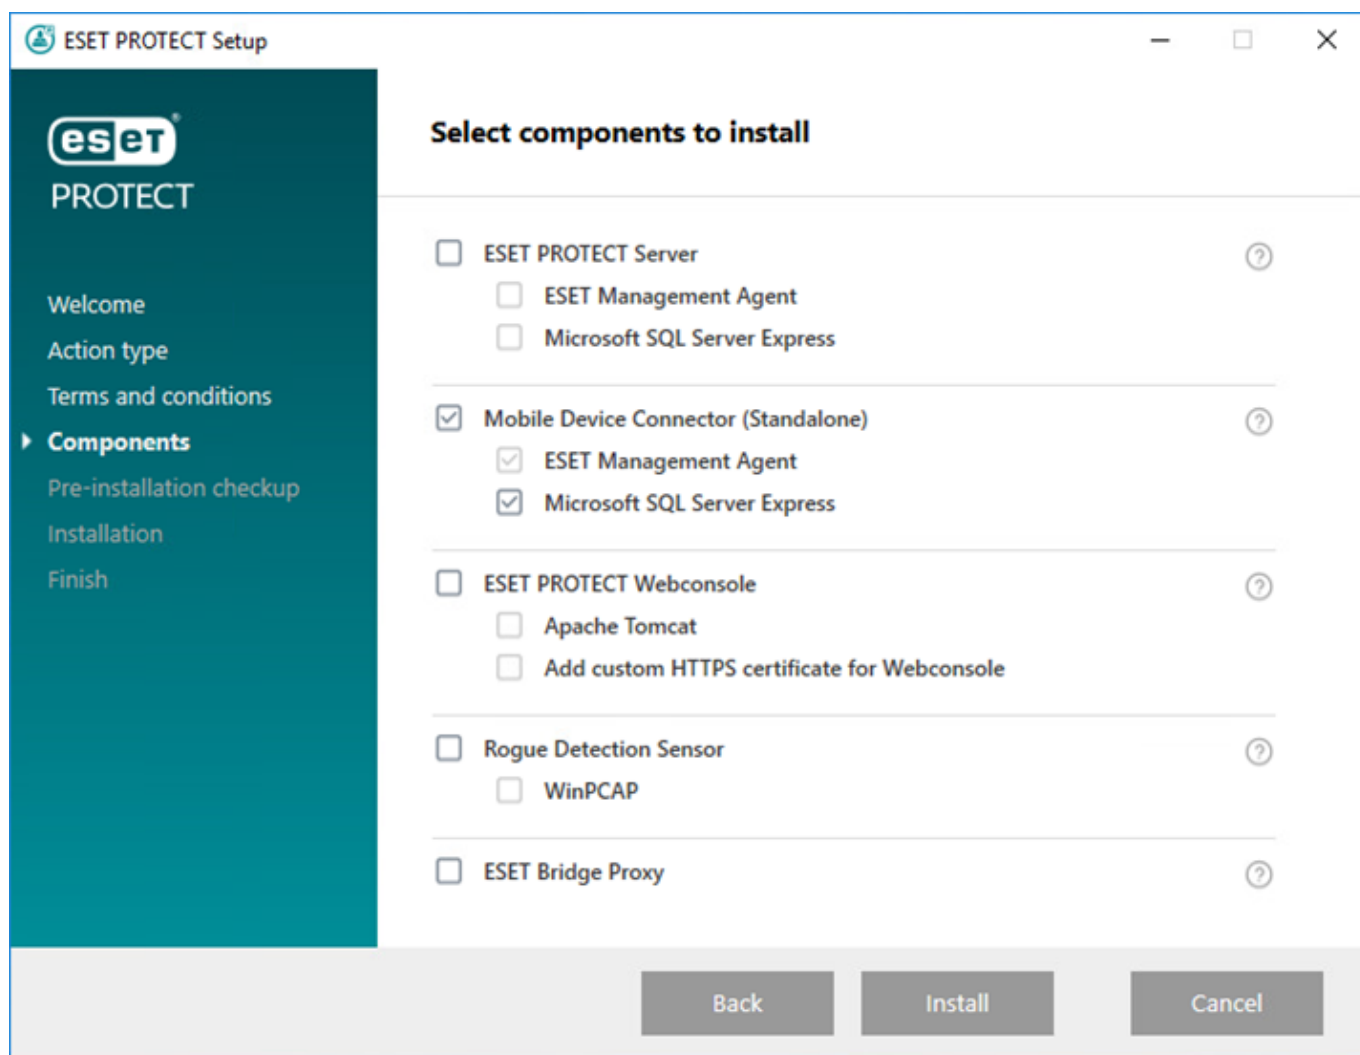 ESET PROTECT Setup
eset®
PROTECT
Welcome
Action type
Terms and conditions
Components
Pre-installation checkup
Installation
Finish
Select components to install
ESET PROTECT Server
?
ESET Management Agent
Microsoft SQL Server Express
Mobile Device Connector (Standalone)
?
ESET Management Agent
Microsoft SQL Server Express
ESET PROTECT Webconsole
?
Apache Tomcat
Add custom HTTPS certificate for Webconsole
Rogue Detection Sensor
?
WinPCAP
ESET Bridge Proxy
?
Back
Install
Cancel